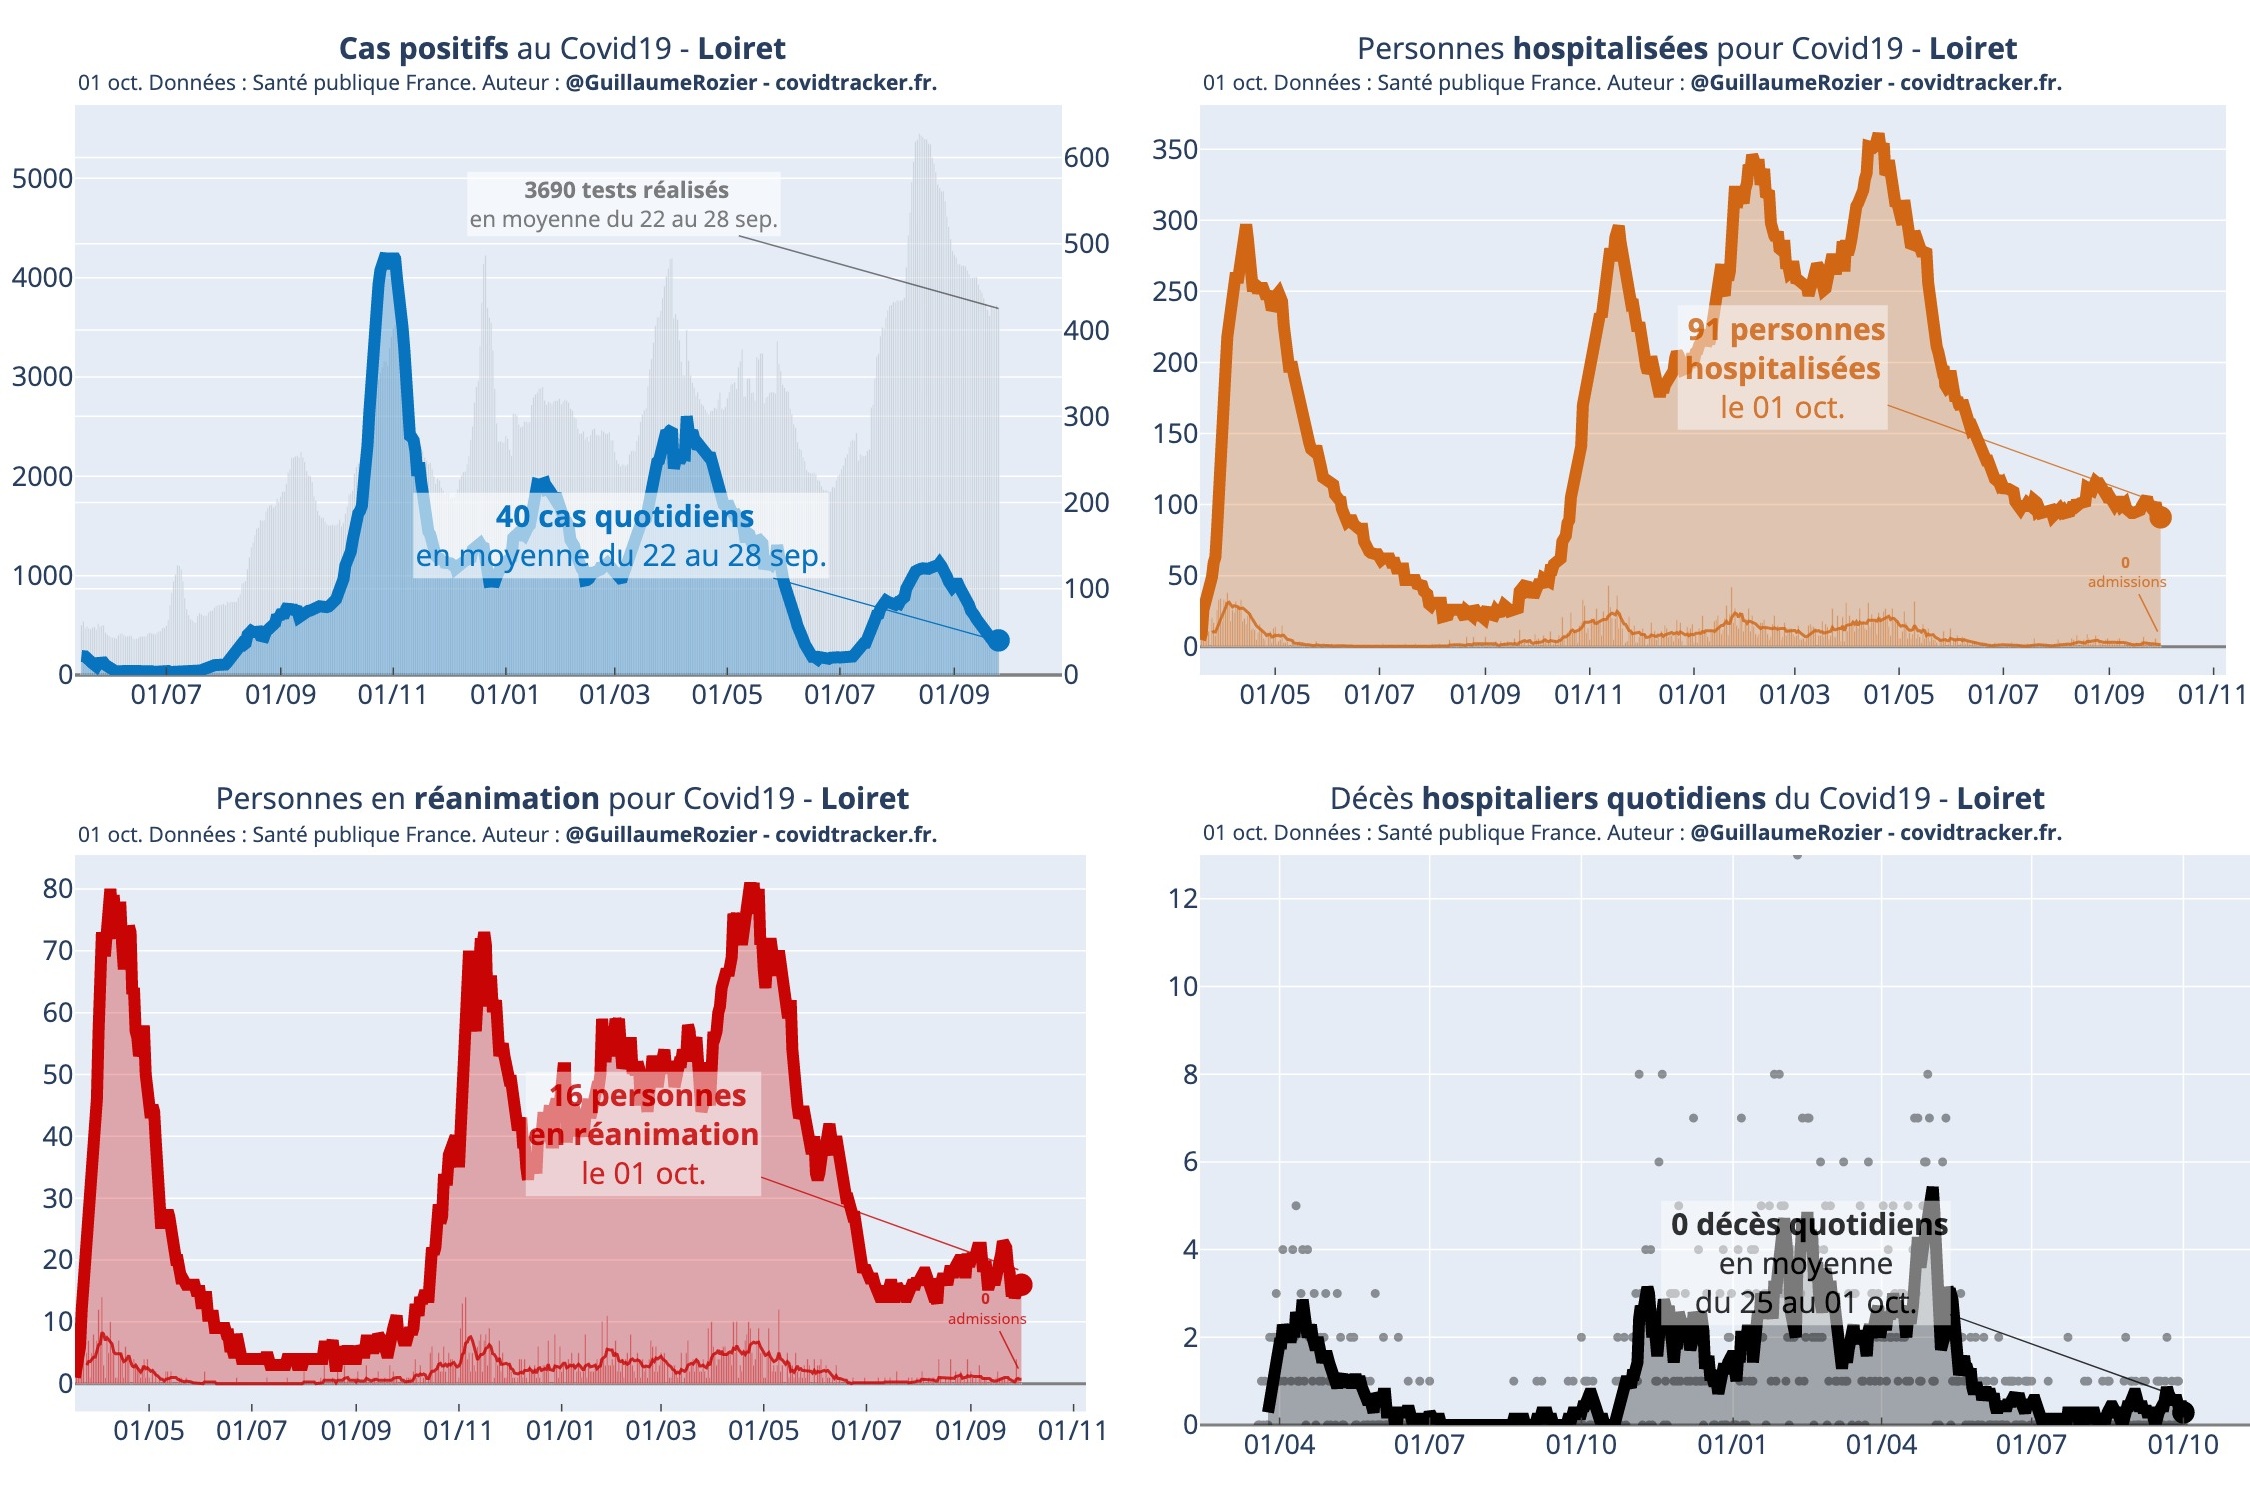 Cas positifs au Covid19 - Loiret
01 oct. Données : Santé publique France. Auteur : @GuillaumeRozier - covidtracker.fr.
5000
4000
3000
2000
1000
0
600
500
400
300
200
100
0
3690 tests réalisés
en moyenne du 22 au 28 sep.
40 cas quotidiens
en moyenne du 22 au 28 sep.
01/07 01/09 01/11 01/01 01/03 01/05 01/07 01/09
Personnes hospitalisées pour Covid19 - Loiret
01 oct. Données : Santé publique France. Auteur : @GuillaumeRozier - covidtracker.fr.
350
300
250
200
150
100
50
0
91 personnes
hospitalisées
le 01 oct.
0
admissions
01/05 01/07 01/09 01/11 01/01 01/03 01/05 01/07 01/09 01/11
Personnes en réanimation pour Covid19 - Loiret
01 oct. Données : Santé publique France. Auteur : @GuillaumeRozier - covidtracker.fr.
80
70
60
50
40
30
20
10
0
16 personnes
en réanimation
le 01 oct.
0
admissions
01/05 01/07 01/09 01/11 01/01 01/03 01/05 01/07 01/09 01/11
Décès hospitaliers quotidiens du Covid19 - Loiret
01 oct. Données : Santé publique France. Auteur : @GuillaumeRozier - covidtracker.fr.
12
10
8
6
4
2
0
0 décès quotidiens
en moyenne
du 25 au 01 oct.
01/04 01/07 01/10 01/01 01/04 01/07 01/10